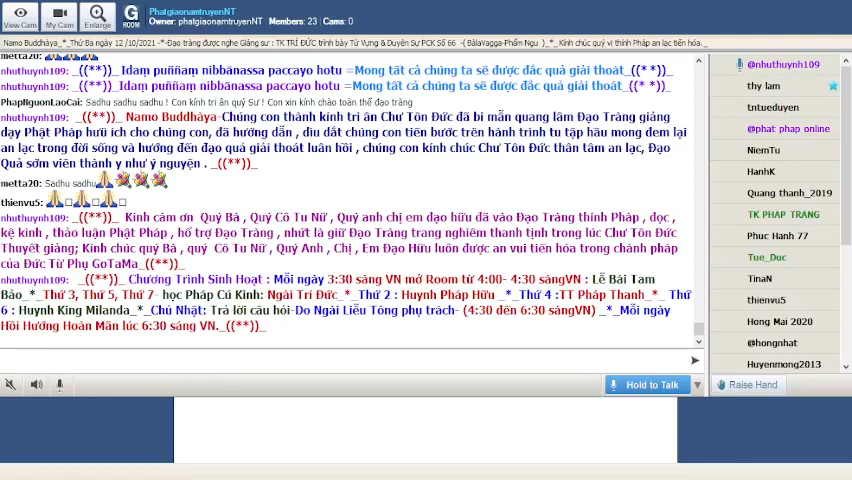 PhatgiaonamtruyenNT
Owner: phatgiaonamtruyenNT Members: 23 | Cams: 0
View Cam
My Cam
Enlarge
G
ROOM
Namo Buddhàya_*_Thứ Ba ngày 12 /10/2021 -*-Đạo tràng được nghe Giảng sư : TK TRÍ ĐỨC trình bày Từ Vựng & Duyên Sự PCK Số 66 -( BàlaVagga-Phẩm Ngu )_*_ Kính chúc quý vị thính Pháp an lạc tiến hóa._
metta20:
nhuthuynh109: _((**))_ Idaṃ puññaṃ nibbānassa paccayo hotu =Mong tất cả chúng ta sẽ được đắc quả giải thoát_((* *))_
nhuthuynh109: _((**))_ Idaṃ puññaṃ nibbānassa paccayo hotu =Mong tất cả chúng ta sẽ được đắc quả giải thoát_((* *))_
PhapNguonLaoCai: Sadhu sadhu sadhu ! Con kính tri ân quý Sư ! Con xin kính chào toàn thể đạo tràng
nhuthuynh109: _((**))_ Namo Buddhàya-Chúng con thành kính tri ân Chư Tôn Đức đã bi mẫn quang lâm Đạo Tràng giảng
dạy Phật Pháp hữu ích cho chúng con, đã hướng dẫn , dìu dắt chúng con tiến bước trên hành trình tu tập hầu mong đem lại
an lạc trong đời sống và hướng đến đạo quả giải thoát luân hồi , chúng con kính chúc Chư Tôn Đức thân tâm an lạc, Đạo
Quả sớm viên thành y như ý nguyện . _((**))_
metta20: Sadhu sadhu
thienvu5:
nhuthuynh109: _((**))_ Kính cám ơn Quý Bà , Quý Cô Tu Nữ , Quý anh chị em đạo hữu đã vào Đạo Tràng thính Pháp , đọc ,
kệ kinh , thảo luận Phật Pháp , hổ trợ Đạo Tràng , nhứt là giữ Đạo Tràng trang nghiêm thanh tịnh trong lúc Chư Tôn Đức
Thuyết giảng; Kính chúc quý Bà , quý Cô Tu Nữ , Quý Anh , Chị , Em Đạo Hữu luôn được an vui tiến hóa trong chánh pháp
của Đức Từ Phụ GoTaMa_((**))_
nhuthuynh109: _((**))_ Chương Trình Sinh Hoạt : Mỗi ngày 3:30 sáng VN mở Room từ 4:00- 4:30 sángVN : Lễ Bái Tam
Bảo_*_Thứ 3, Thứ 5, Thứ 7- học Pháp Cú Kinh: Ngài Trí Đức_*_Thứ 2 : Huynh Pháp Hữu _*_Thứ 4 :TT Pháp Thanh_*_ Thứ
6 : Huynh King Milanda_*_Chủ Nhật: Trả lời câu hỏi-Do Ngài Liễu Tông phụ trách- (4:30 đến 6:30 sángVN) _*_Mỗi ngày
Hồi Hướng Hoàn Mãn lúc 6:30 sáng VN._((**))_
@nhuthuynh109
thy lam
tntueduyen
@phat phap online
NiemTu
HanhK
Quang thanh_2019
TK PHAP TRANG
Phuc Hanh 77
Tue_Duc
TinaN
thienvu5
Hong Mai 2020
@hongnhat
Huyenmong2013
Hold to Talk
Raise Hand